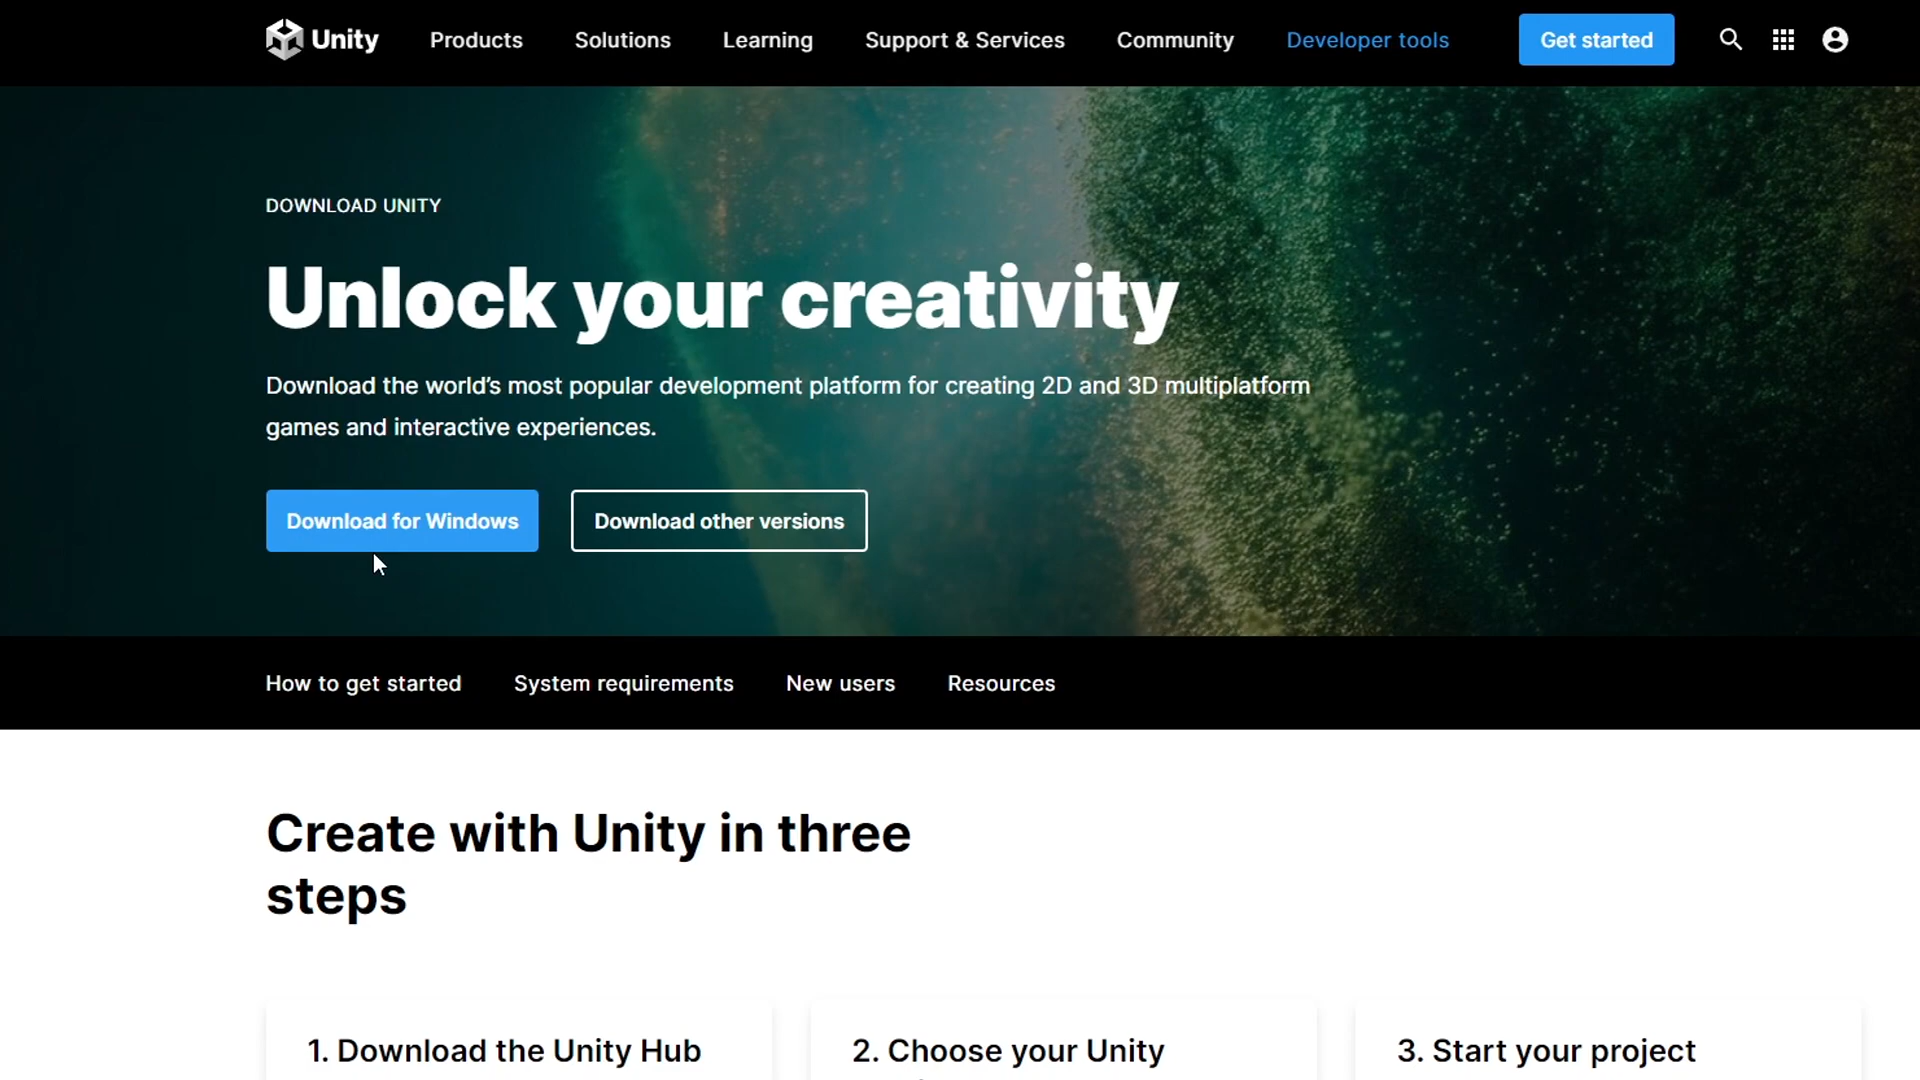 Unity
Products
Solutions
Learning
Support & Services
Community
Developer tools
Get started
DOWNLOAD UNITY
Unlock your creativity
Download the world's most popular development platform for creating 2D and 3D multiplatform
games and interactive experiences.
Download for Windows
Download other versions
How to get started
System requirements
New users
Resources
Create with Unity in three
steps
1. Download the Unity Hub
2. Choose your Unity
3. Start your project